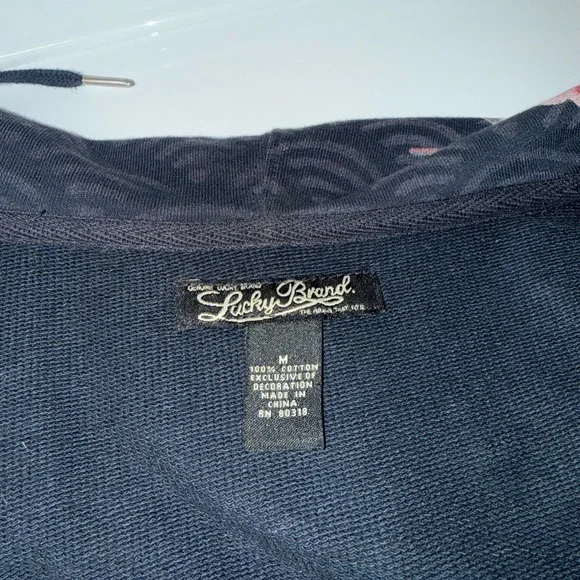 GENUINE LUCKY BRAND
Lucky Brand.
M
100% COTTON
EXCLUSIVE OF
DECORATION
MADE IN
CHINA
RN 80318